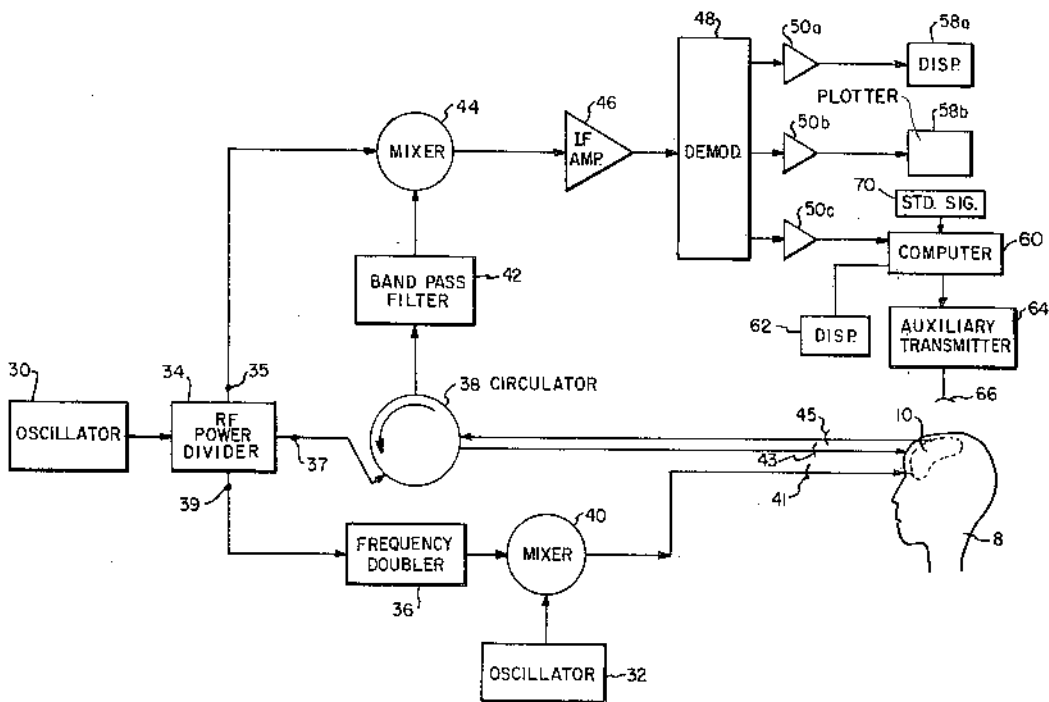 48
50a
58a
DISP.
PLOTTER
58b
44
MIXER
46
I.F
AMP.
DEMOD.
50b
70
STD. SIG.
50c
COMPUTER
60
BAND PASS
FILTER
42
62
DISP.
AUXILIARY
TRANSMITTER
64
66
30
OSCILLATOR
34
35
RF
POWER
DIVIDER
37
39
38 CIRCULATOR
45
43
41
10
8
FREQUENCY
DOUBLER
36
40
MIXER
OSCILLATOR
32